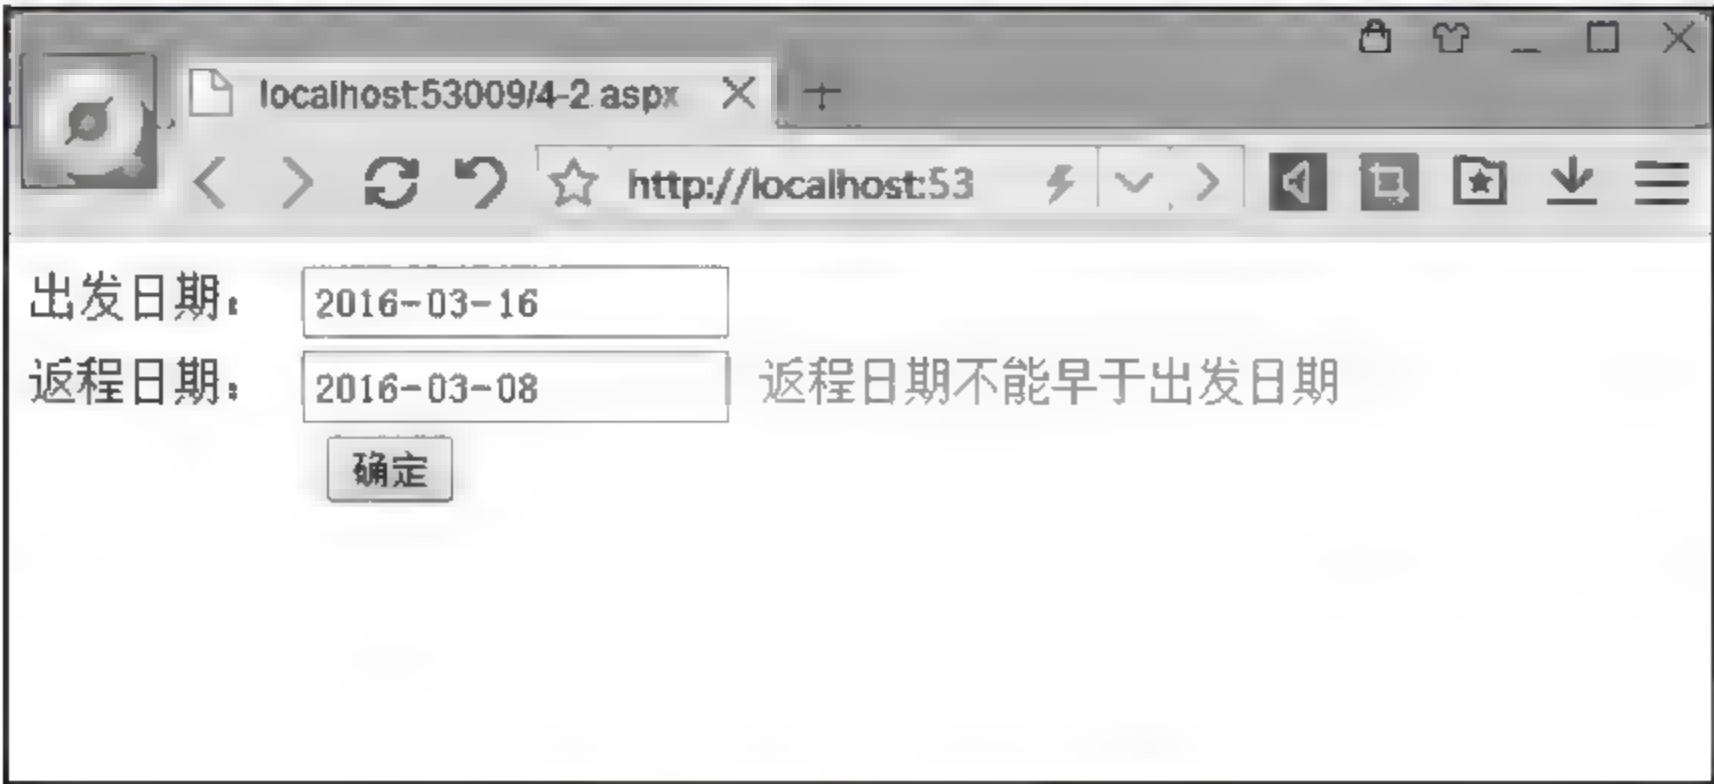 localhost:53009/4-2.aspx
http://localhost:53
出发日期： 2016-03-16
返程日期： 2016-03-08 返程日期不能早于出发日期
确定